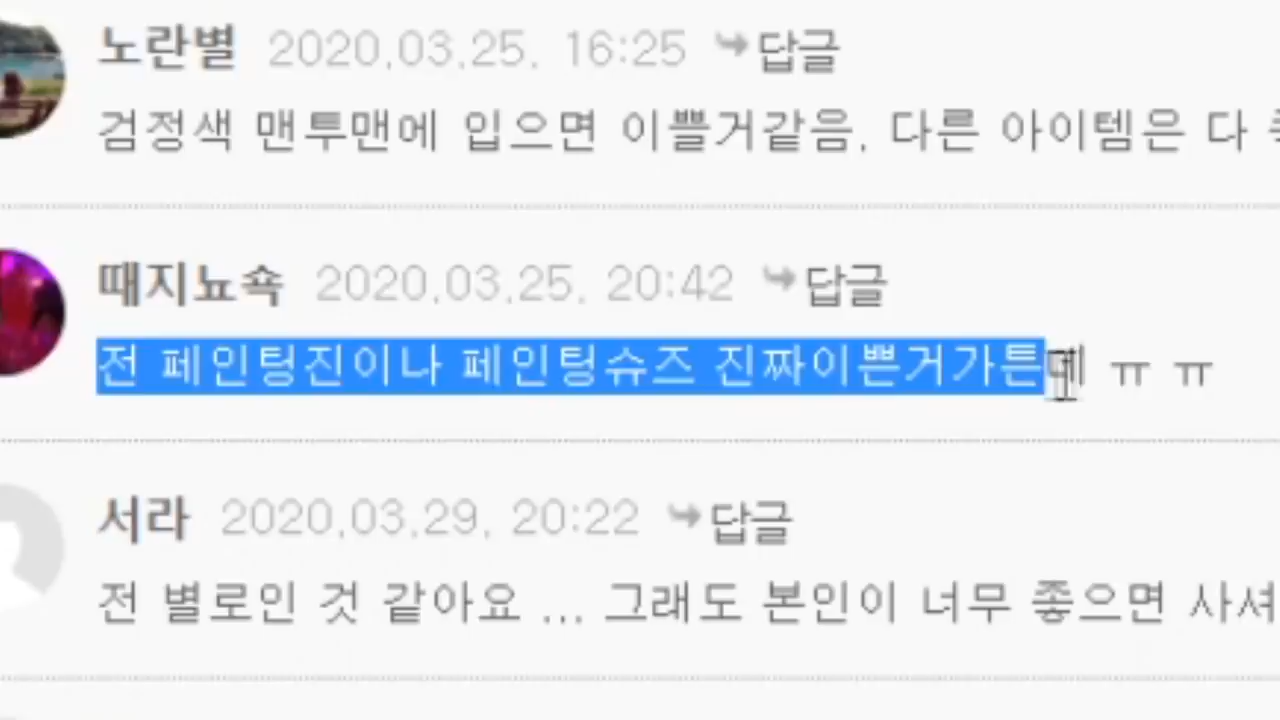 노란별 2020.03.25. 16:25 답글
검정색 맨투맨에 입으면 이쁠거같음. 다른 아이템은 다
때지뇨쇽 2020.03.25. 20:42 답글
전 페인텅진이나 페인텅슈즈 진짜이쁜거가튼데 ㅠ ㅠ
서라 2020.03.29. 20:22 답글
전 별로인 것 같아요 ... 그래도 본인이 너무 좋으면 사셔